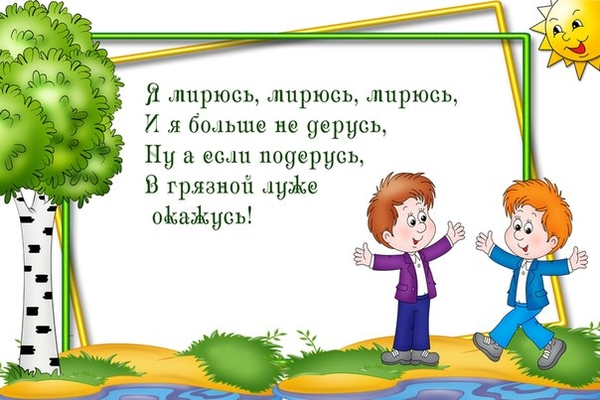 Я мирюсь, мирюсь, мирюсь,
И я больше не дерусь,
Ну а если подерусь,
В грязной луже
окажусь!